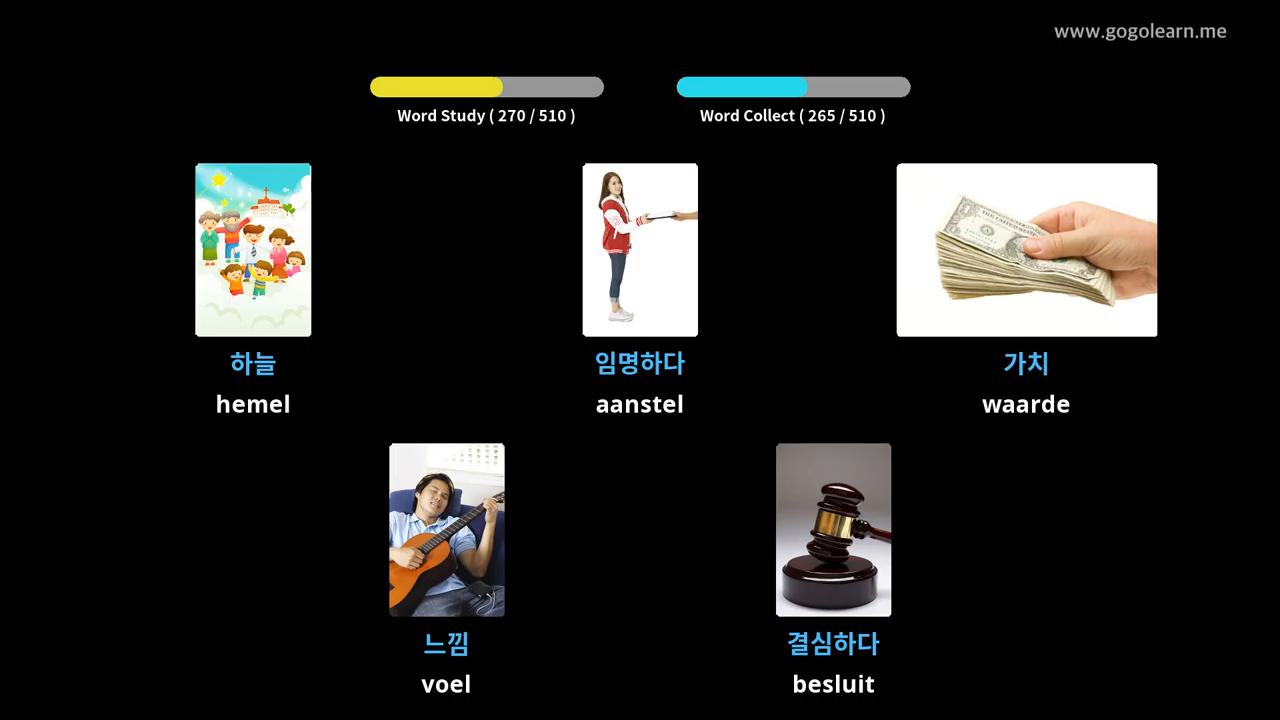 www.gogolearn.me
Word Study ( 270 / 510 )
Word Collect ( 265 / 510 )
하늘
hemel
임명하다
aanstel
가치
waarde
느낌
voel
결심하다
besluit